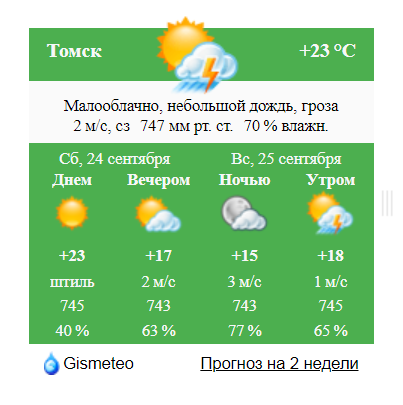 Томск +23 °C
Малооблачно, небольшой дождь, гроза
2 м/с, сз 747 мм рт. ст. 70 % влажн.
Сб, 24 сентября Вс, 25 сентября
Днем Вечером Ночью Утром
+23 +17 +15 +18
штиль 2 м/с 3 м/с 1 м/с
745 743 743 745
40 % 63 % 77 % 65 %
Gismeteo Прогноз на 2 недели